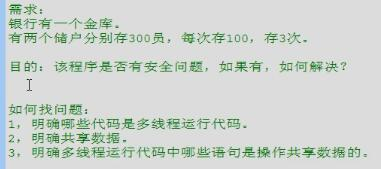 需求：
银行有一个金库。
有两个储户分别存300员，每次存100，存3次。
目的：该程序是否有安全问题，如果有，如何解决？
如何找问题：
1，明确哪些代码是多线程运行代码。
2，明确共享数据。
3，明确多线程运行代码中哪些语句是操作共享数据的。